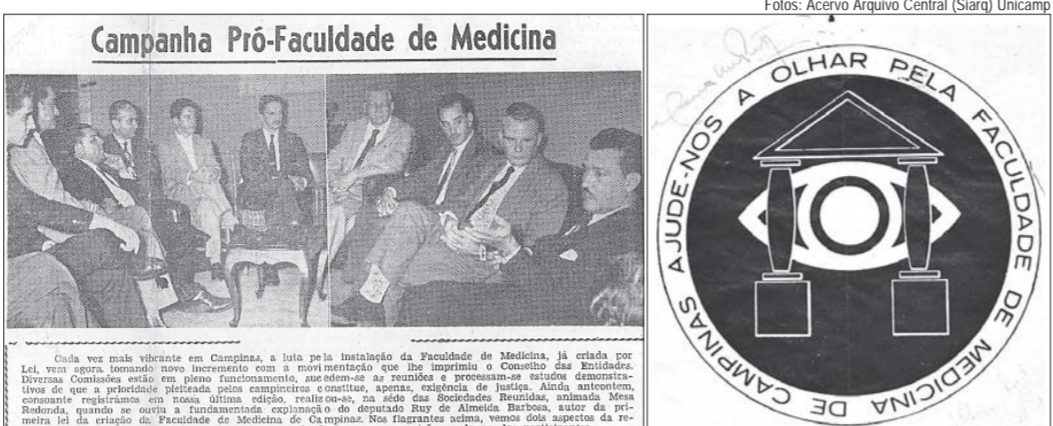 Fotos: Acervo Arquivo Central (Siarq) Unicamp
Campanha Pró-Faculdade de Medicina
Cada vez mais vibrante em Campinas, a luta pela instalação da Faculdade de Medicina, já criada por
Lei, vem agora tomando novo incremento com a movimentação que lhe imprimiu o Conselho das Entidades.
Diversas Comissões estão em pleno funcionamento, sucedem-se as reuniões e processam-se estudos demonstra-
tivos de que a prioridade pleiteada pelos campineiros constitue, apenas, exigência de justiça. Ainda antontem,
consoante registrámos em nossa última edição, realizou-se, na séde das Sociedades Reunidas, animada Mesa
Redonda, quando se ouviu a fundamentada explanação do deputado Ruy de Almeida Barbosa, autor da pri-
meira lei da criação da Faculdade de Medicina de Campinas. Nos flagrantes acima, vemos dois aspectos da re-
AJUDE-NOS A OLHAR PELA FACULDADE DE MEDICINA DE CAMPINAS